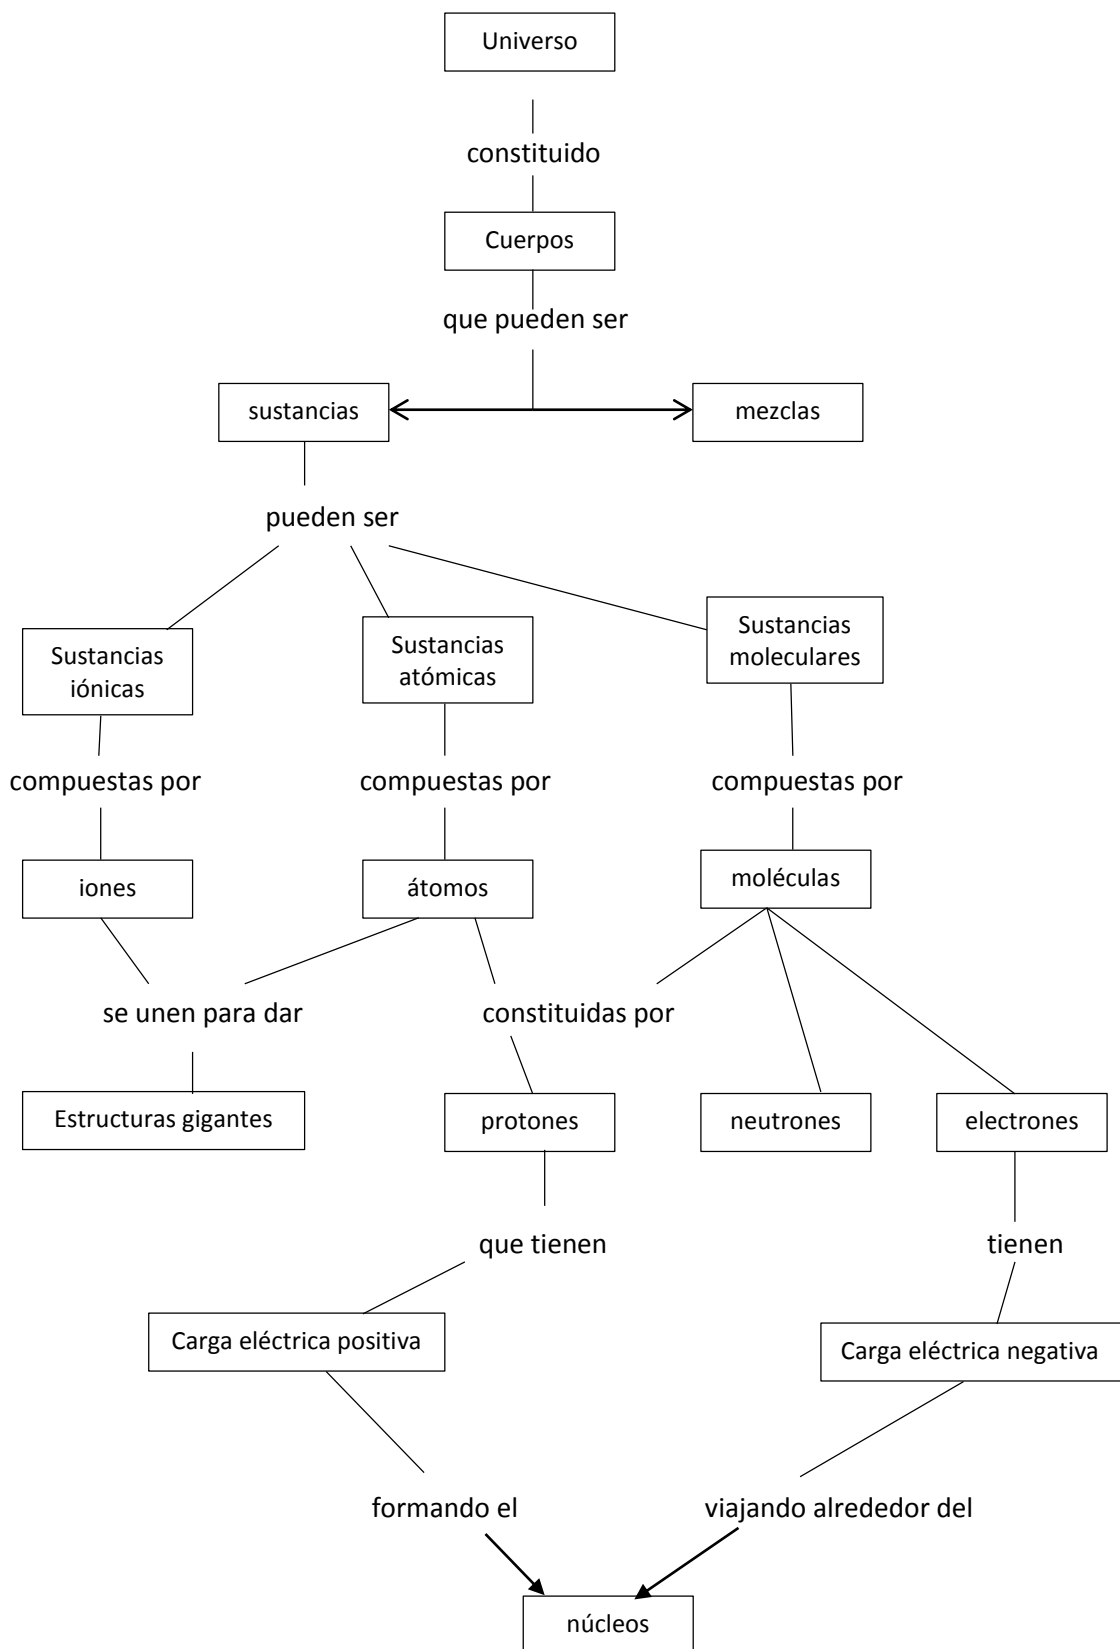 Universo
constituido
Cuerpos
que pueden ser
sustancias
mezclas
pueden ser
Sustancias
iónicas
Sustancias
atómicas
Sustancias
moleculares
compuestas por
compuestas por
compuestas por
iones
átomos
moléculas
se unen para dar
constituidas por
Estructuras gigantes
protones
neutrones
electrones
que tienen
tienen
Carga eléctrica positiva
Carga eléctrica negativa
formando el
viajando alrededor del
núcleos